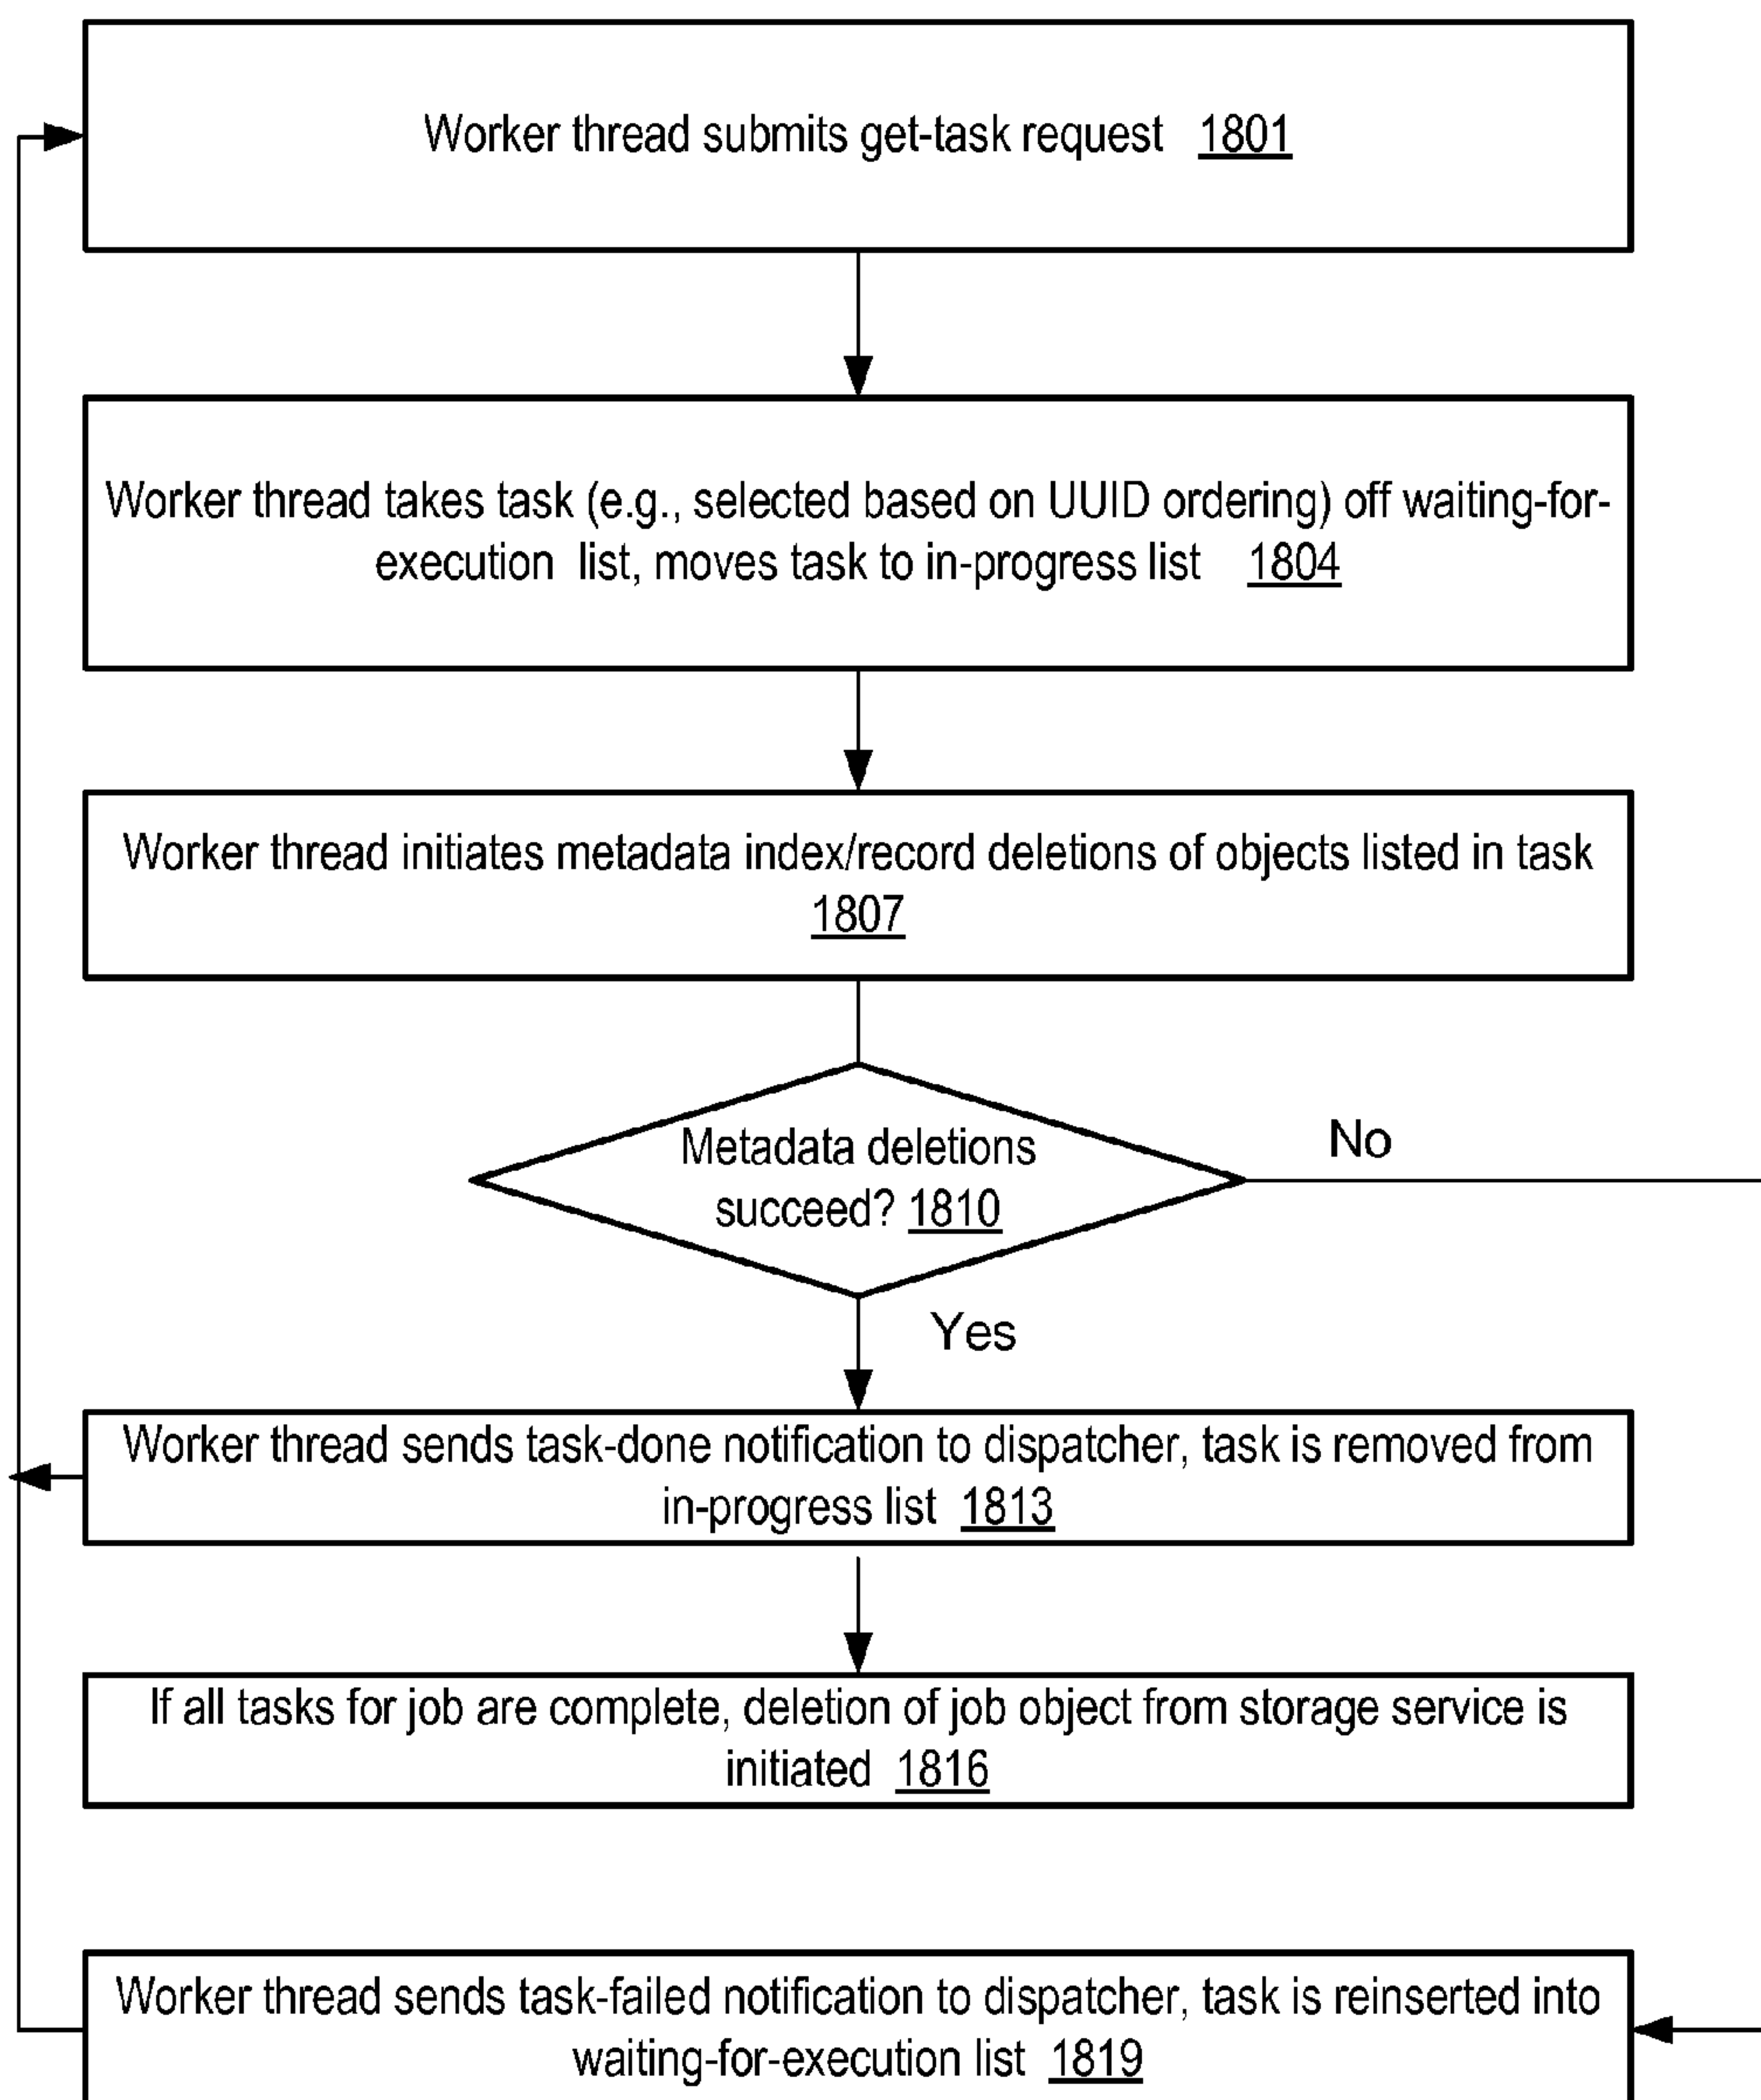 Worker thread submits get-task request 1801
Worker thread takes task (e.g., selected based on UUID ordering) off waiting-for-
execution list, moves task to in-progress list 1804
Worker thread initiates metadata index/record deletions of objects listed in task
1807
Metadata deletions
succeed? 1810
No
Yes
Worker thread sends task-done notification to dispatcher, task is removed from
in-progress list 1813
If all tasks for job are complete, deletion of job object from storage service is
initiated 1816
Worker thread sends task-failed notification to dispatcher, task is reinserted into
waiting-for-execution list 1819